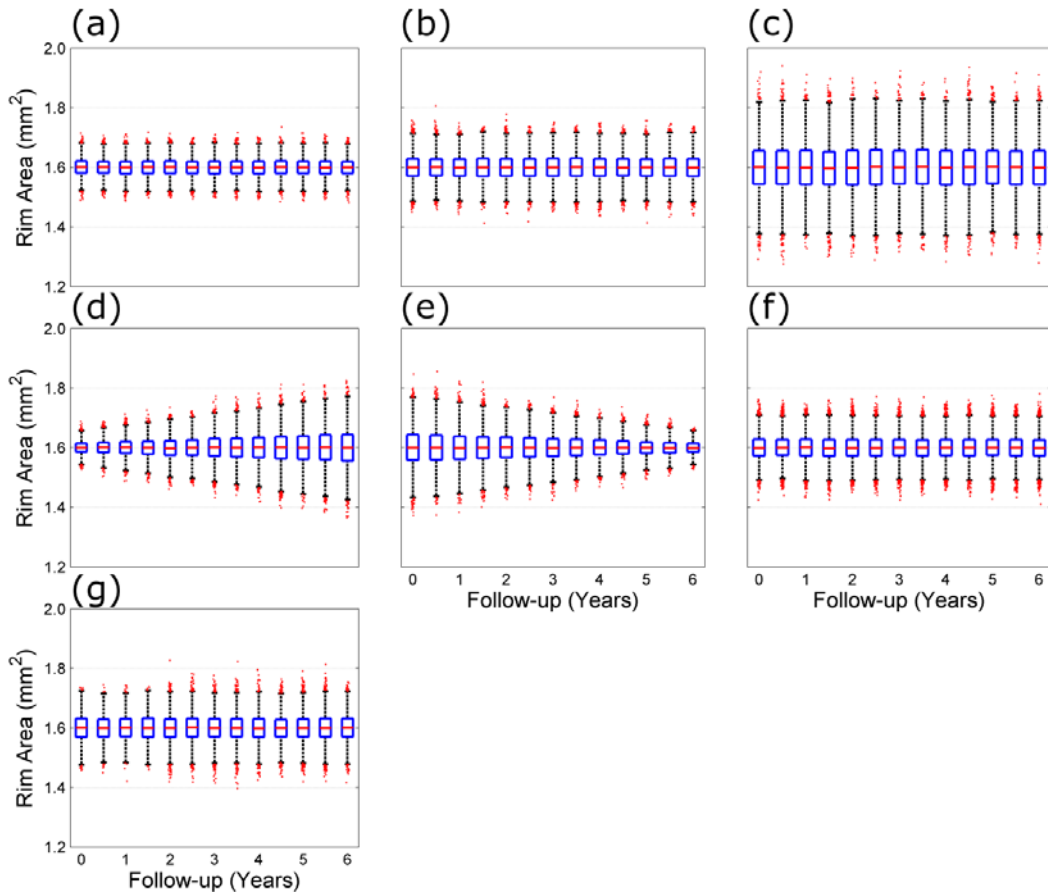 (a) (b) (c)
2.0
1.8
1.6
1.4
1.2
Rim Area (mm²)
(d) (e) (f)
2.0
1.8
1.6
1.4
1.2
Rim Area (mm²)
0 1 2 3 4 5 6 0 1 2 3 4 5 6
Follow-up (Years) Follow-up (Years)
(g)
2.0
1.8
1.6
1.4
1.2
Rim Area (mm²)
0 1 2 3 4 5 6
Follow-up (Years)